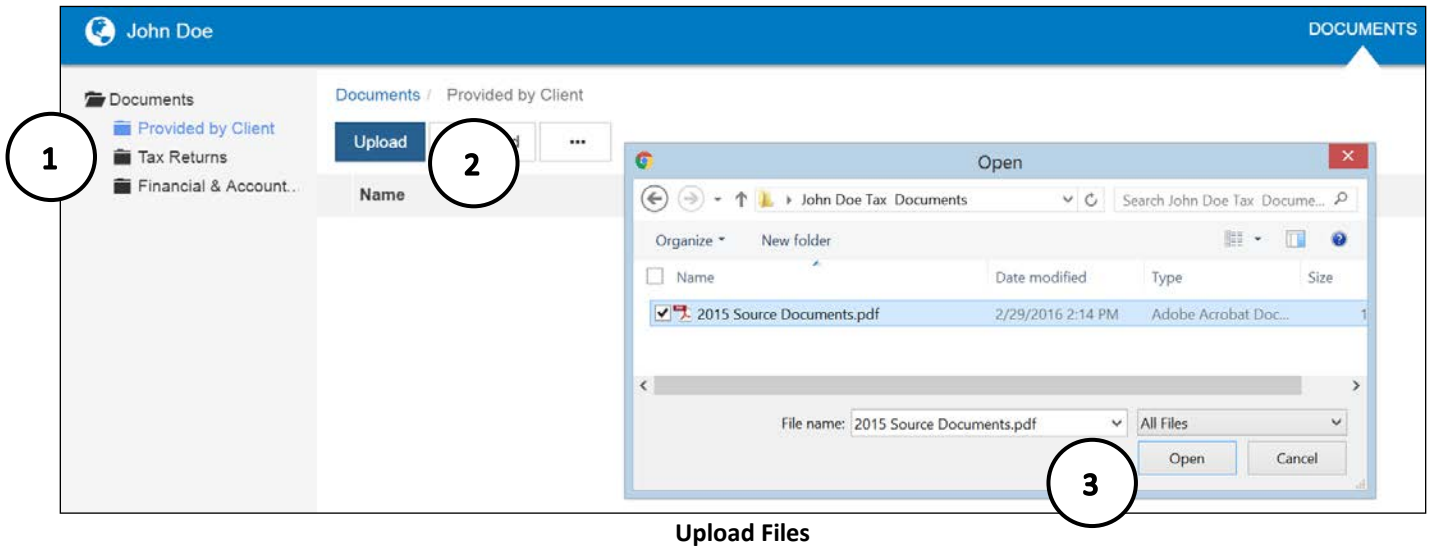 John Doe
DOCUMENTS
Documents
Provided by Client
Tax Returns
Financial & Account..
1
Documents / Provided by Client
Upload
2
...
Name
Open
John Doe Tax Documents
Search John Doe Tax Docume...
Organize
New folder
Name
Date modified
Type
Size
2015 Source Documents.pdf
2/29/2016 2:14 PM
Adobe Acrobat Doc...
1
File name:
2015 Source Documents.pdf
All Files
Open
Cancel
3
Upload Files